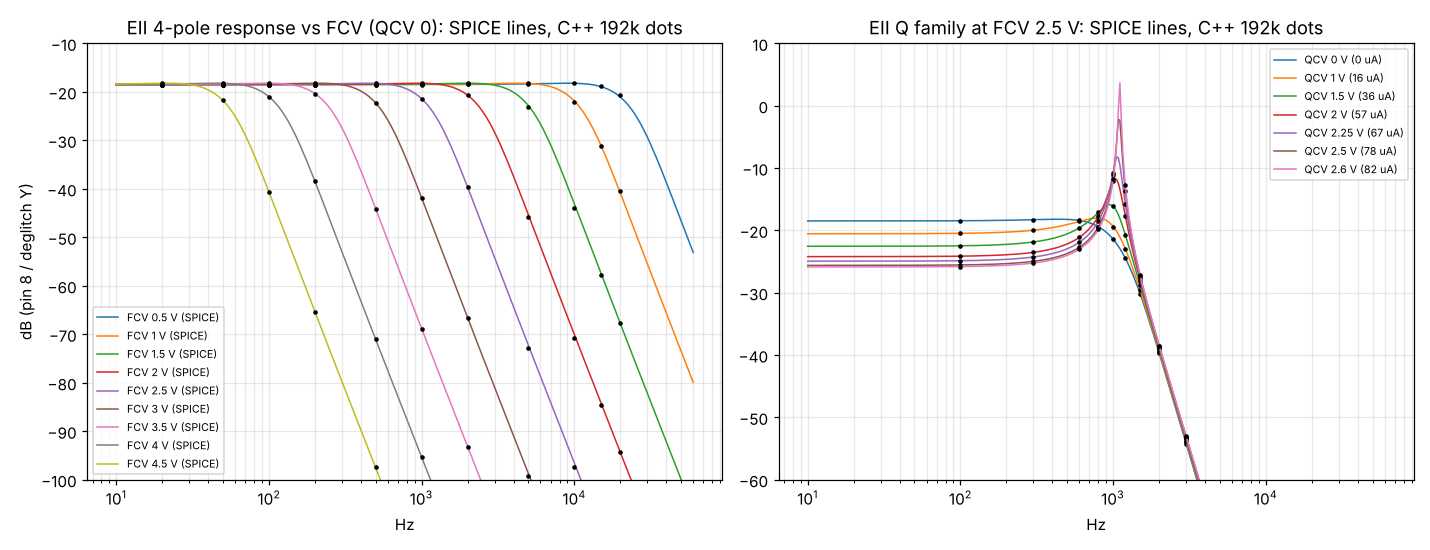 EII 4-pole response vs FCV (QCV 0): SPICE lines, C++ 192k dots
dB (pin 8 / deglitch Y)
−10
−20
−30
−40
−50
−60
−70
−80
−90
−100
FCV 0.5 V (SPICE)
FCV 1 V (SPICE)
FCV 1.5 V (SPICE)
FCV 2 V (SPICE)
FCV 2.5 V (SPICE)
FCV 3 V (SPICE)
FCV 3.5 V (SPICE)
FCV 4 V (SPICE)
FCV 4.5 V (SPICE)
10¹ 10² 10³ 10⁴
Hz
EII Q family at FCV 2.5 V: SPICE lines, C++ 192k dots
10
0
−10
−20
−30
−40
−50
−60
QCV 0 V (0 uA)
QCV 1 V (16 uA)
QCV 1.5 V (36 uA)
QCV 2 V (57 uA)
QCV 2.25 V (67 uA)
QCV 2.5 V (78 uA)
QCV 2.6 V (82 uA)
10¹ 10² 10³ 10⁴
Hz